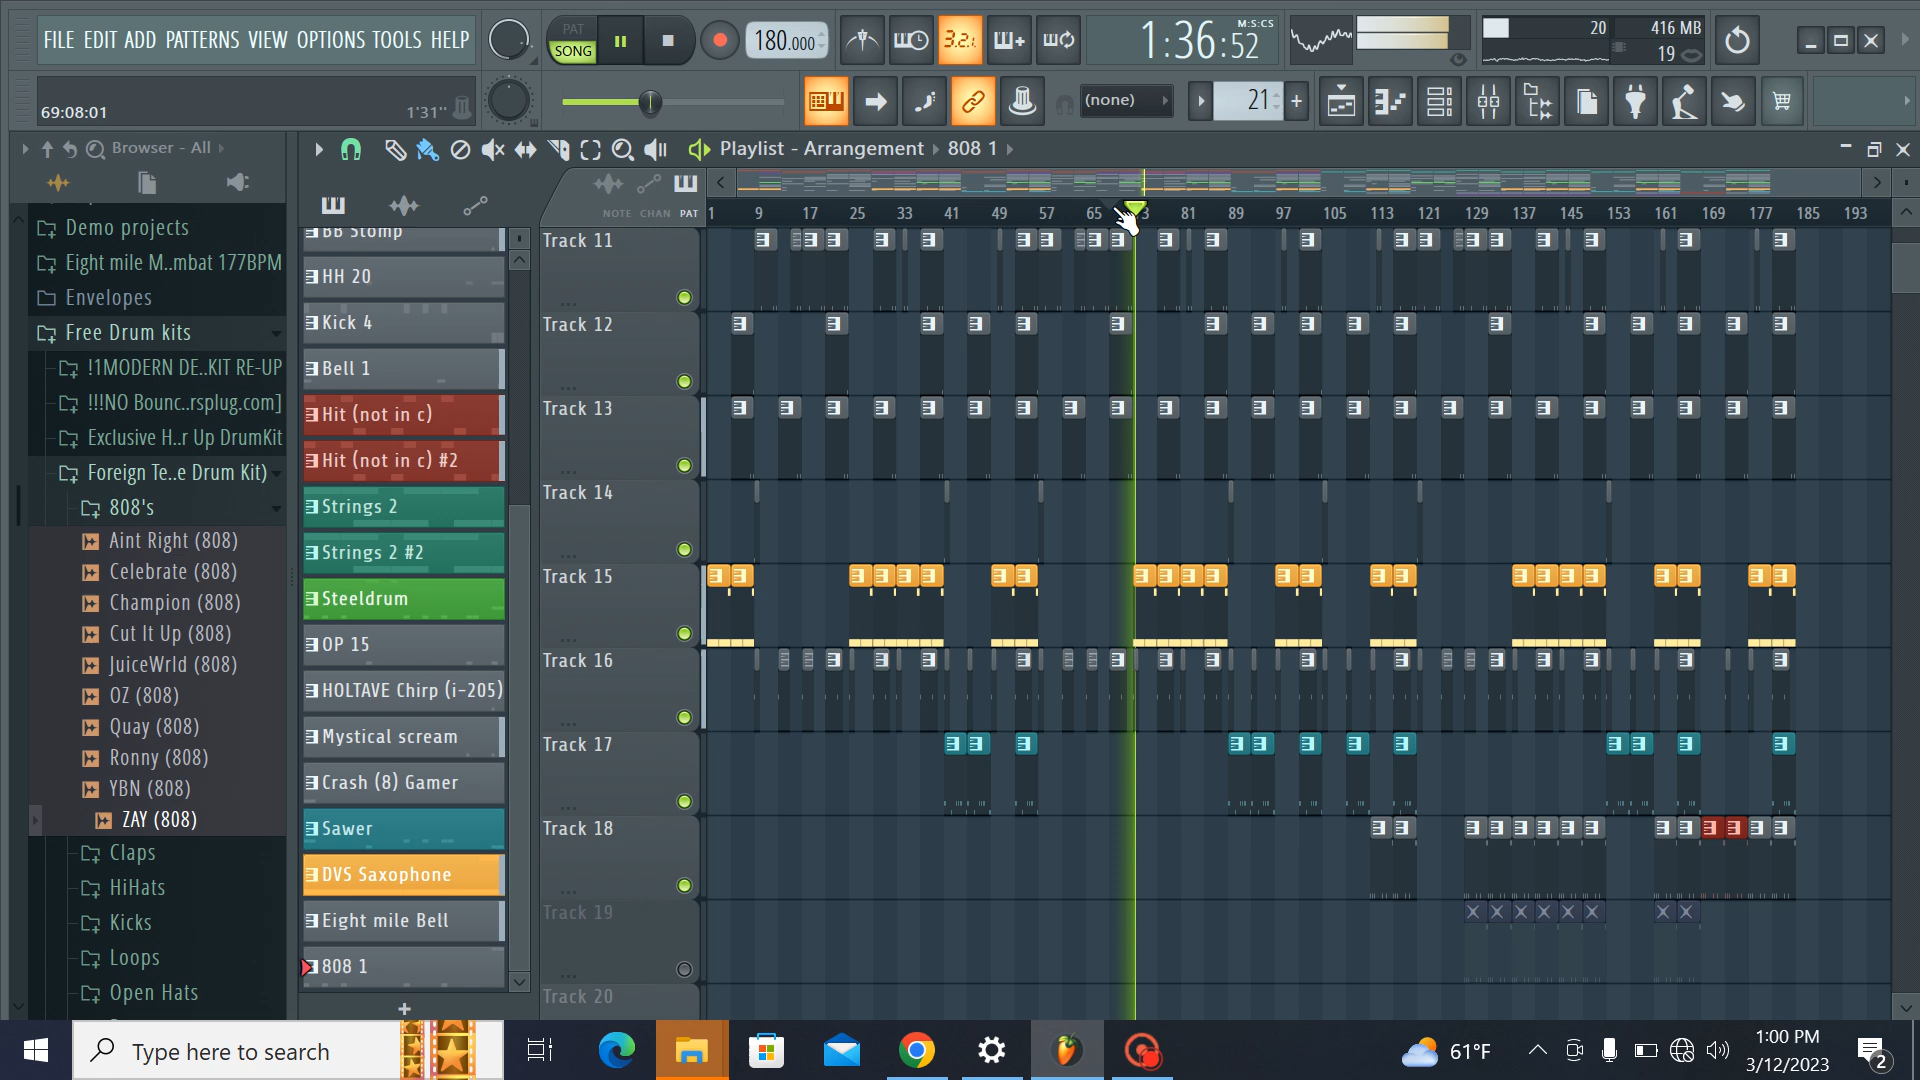 FILE EDIT ADD PATTERNS VIEW OPTIONS TOOLS HELP
PAT
SONG
180.000
3.2.1
1:36:52
M:S:CS
20
416 MB
19
69:08:01
1'31"
(none)
21
Browser - All
Playlist - Arrangement
808 1
NOTE CHAN PAT
1 9 17 25 33 41 49 57 65 3 81 89 97 105 113 121 129 137 145 153 161 169 177 185 193
Demo projects
Eight mile M..mbat 177BPM
Envelopes
Free Drum kits
!1MODERN DE..KIT RE-UP
!!!NO Bounc..rsplug.com]
Exclusive H..r Up DrumKit
Foreign Te..e Drum Kit)
808's
Aint Right (808)
Celebrate (808)
Champion (808)
Cut It Up (808)
JuiceWrld (808)
OZ (808)
Quay (808)
Ronny (808)
YBN (808)
ZAY (808)
Claps
HiHats
Kicks
Loops
Open Hats
BB Stomp
HH 20
Kick 4
Bell 1
Hit (not in c)
Hit (not in c) #2
Strings 2
Strings 2 #2
Steeldrum
OP 15
HOLTAVE Chirp (i-205)
Mystical scream
Crash (8) Gamer
Sawer
DVS Saxophone
Eight mile Bell
808 1
Track 11
Track 12
Track 13
Track 14
Track 15
Track 16
Track 17
Track 18
Track 19
Track 20
Type here to search
61°F
1:00 PM
3/12/2023
2